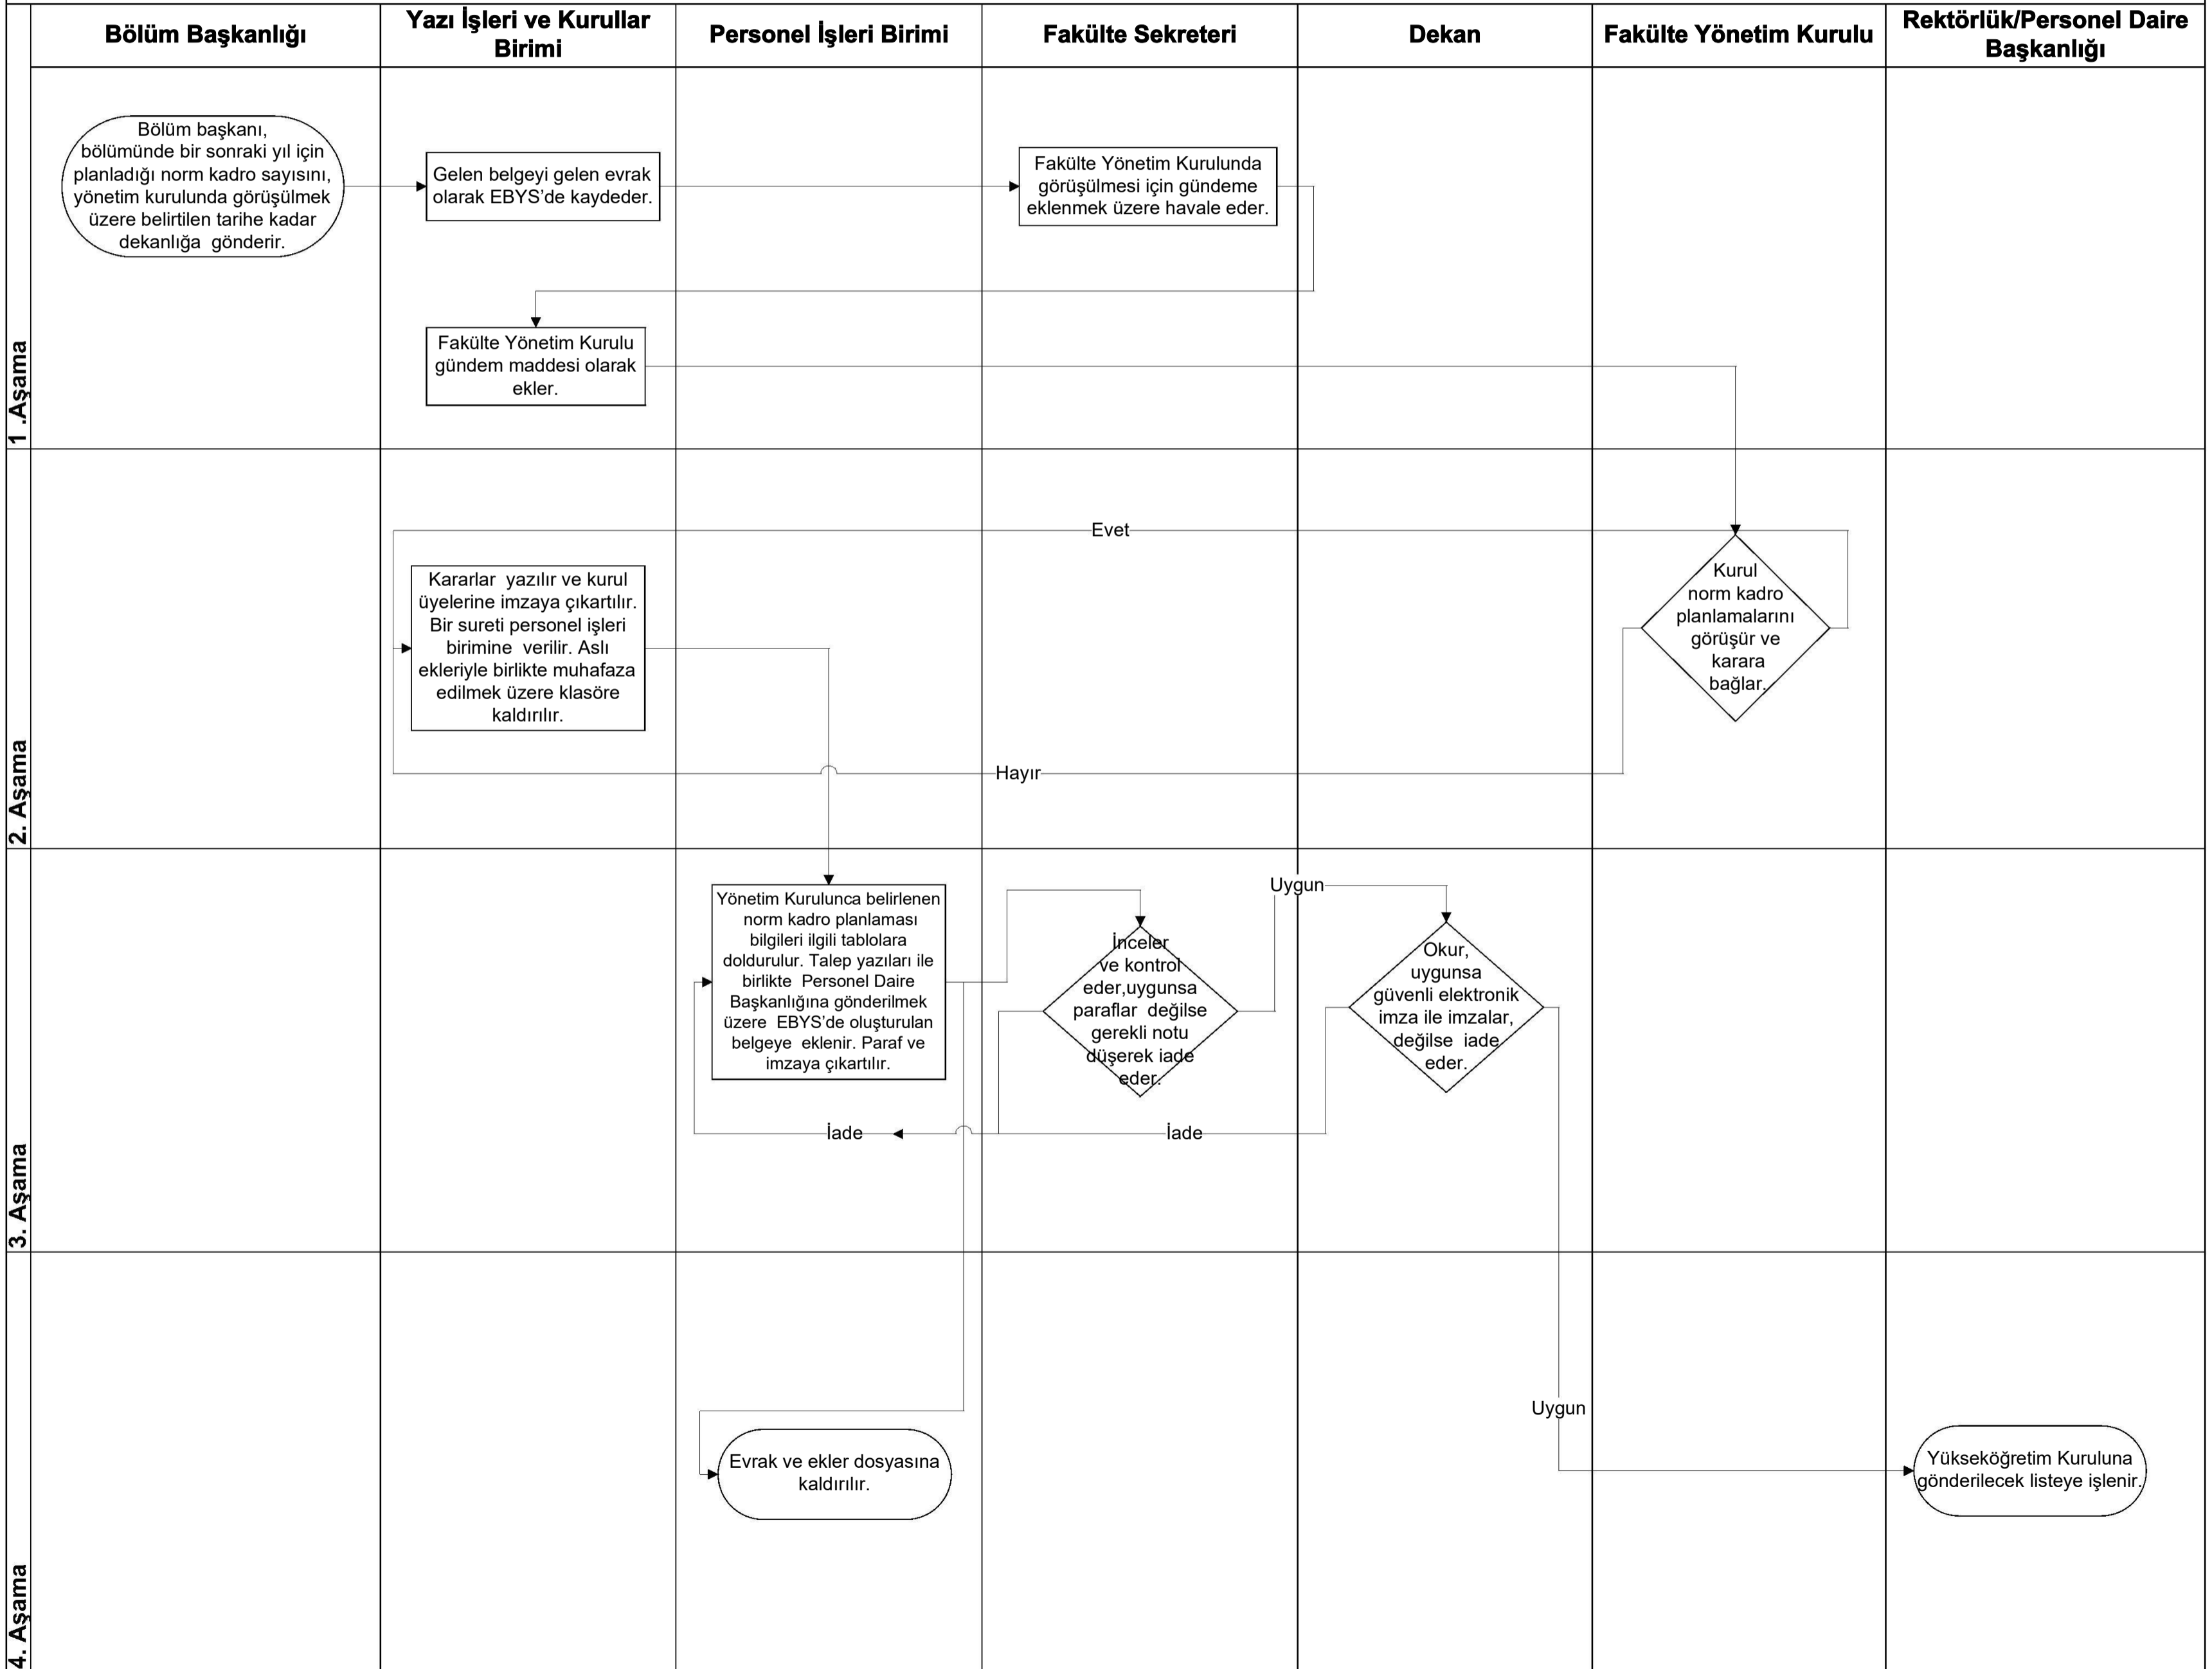 Bölüm Başkanlığı
Yazı İşleri ve Kurullar
Birimi
Personel İşleri Birimi
Fakülte Sekreteri
Dekan
Fakülte Yönetim Kurulu
Rektörlük/Personel Daire
Başkanlığı
1 .Aşama
Bölüm başkanı,
bölümünde bir sonraki yıl için
planladığı norm kadro sayısını,
yönetim kurulunda görüşülmek
üzere belirtilen tarihe kadar
dekanlığa  gönderir.
Gelen belgeyi gelen evrak
olarak EBYS’de kaydeder.
Fakülte Yönetim Kurulunda
görüşülmesi için gündeme
eklenmek üzere havale eder.
Fakülte Yönetim Kurulu
gündem maddesi olarak
ekler.
2. Aşama
Evet
Kararlar  yazılır ve kurul
üyelerine imzaya çıkartılır.
Bir sureti personel işleri
birimine  verilir. Aslı
ekleriyle birlikte muhafaza
edilmek üzere klasöre
kaldırılır.
Kurul
norm kadro
planlamalarını
görüşür ve
karara
bağlar.
Hayır
3. Aşama
Yönetim Kurulunca belirlenen
norm kadro planlaması
bilgileri ilgili tablolara
doldurulur. Talep yazıları ile
birlikte  Personel Daire
Başkanlığına gönderilmek
üzere  EBYS’de oluşturulan
belgeye  eklenir. Paraf ve
imzaya çıkartılır.
İnceler
ve kontrol
eder,uygunsa
paraflar  değilse
gerekli notu
düşerek iade
eder.
Uygun
Okur,
uygunsa
güvenli elektronik
imza ile imzalar,
değilse  iade
eder.
İade
İade
4. Aşama
Uygun
Evrak ve ekler dosyasına
kaldırılır.
Yükseköğretim Kuruluna
gönderilecek listeye işlenir.